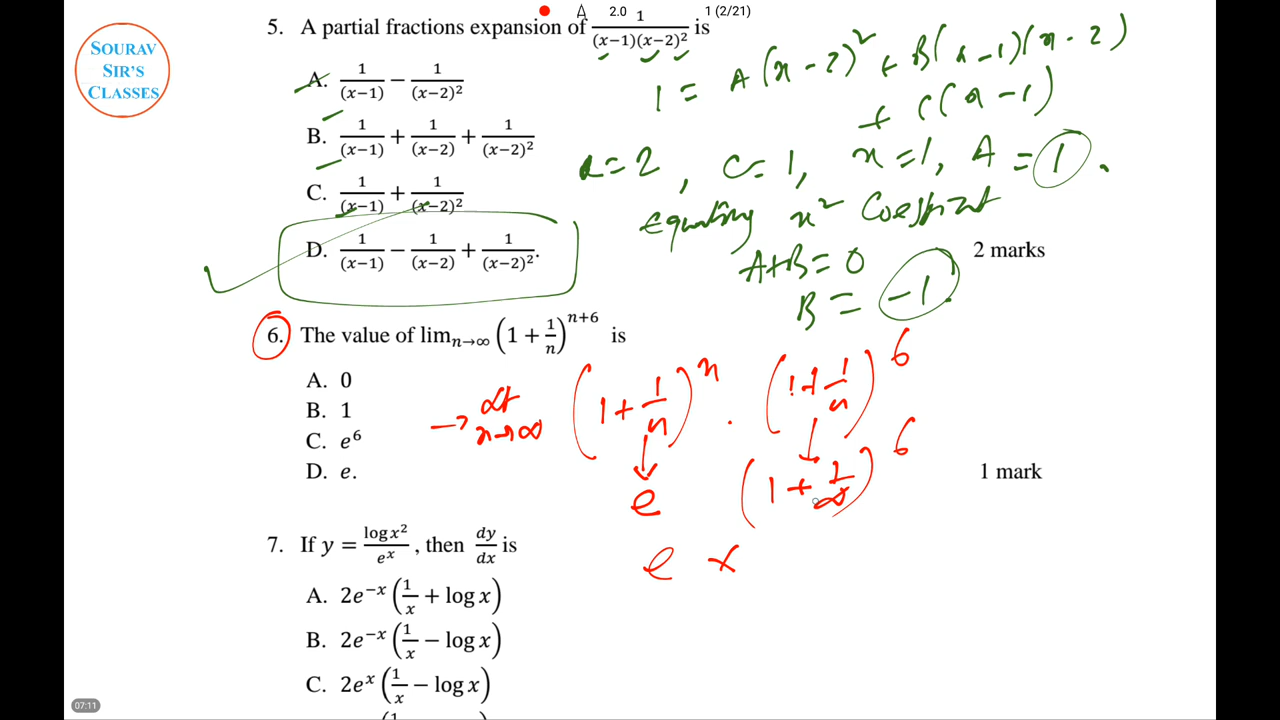 SOURAV
SIR'S
CLASSES
A 2.0 1 (2/21)
5. A partial fractions expansion of 1/((x−1)(x−2)²) is
A. 1/(x−1) − 1/(x−2)²
B. 1/(x−1) + 1/(x−2) + 1/(x−2)²
C. 1/(x−1) + 1/(x−2)²
D. 1/(x−1) − 1/(x−2) + 1/(x−2)².
2 marks
1 = A(x-2)² + B(x-1)(x-2)
+ C(x-1)
x=2, C=1, x=1, A=1.
Equating x² Coefficient
A+B=0
B = -1.
6. The value of lim n→∞ (1 + 1/n)ⁿ⁺⁶ is
A. 0
B. 1
C. e⁶
D. e.
1 mark
→ Lt n→∞ (1 + 1/n)ⁿ . (1 + 1/n)⁶
e (1 + 1/∞)⁶
e ×
7. If y = log x²/eˣ, then dy/dx is
A. 2e⁻ˣ (1/x + log x)
B. 2e⁻ˣ (1/x − log x)
C. 2eˣ (1/x − log x)
07:11